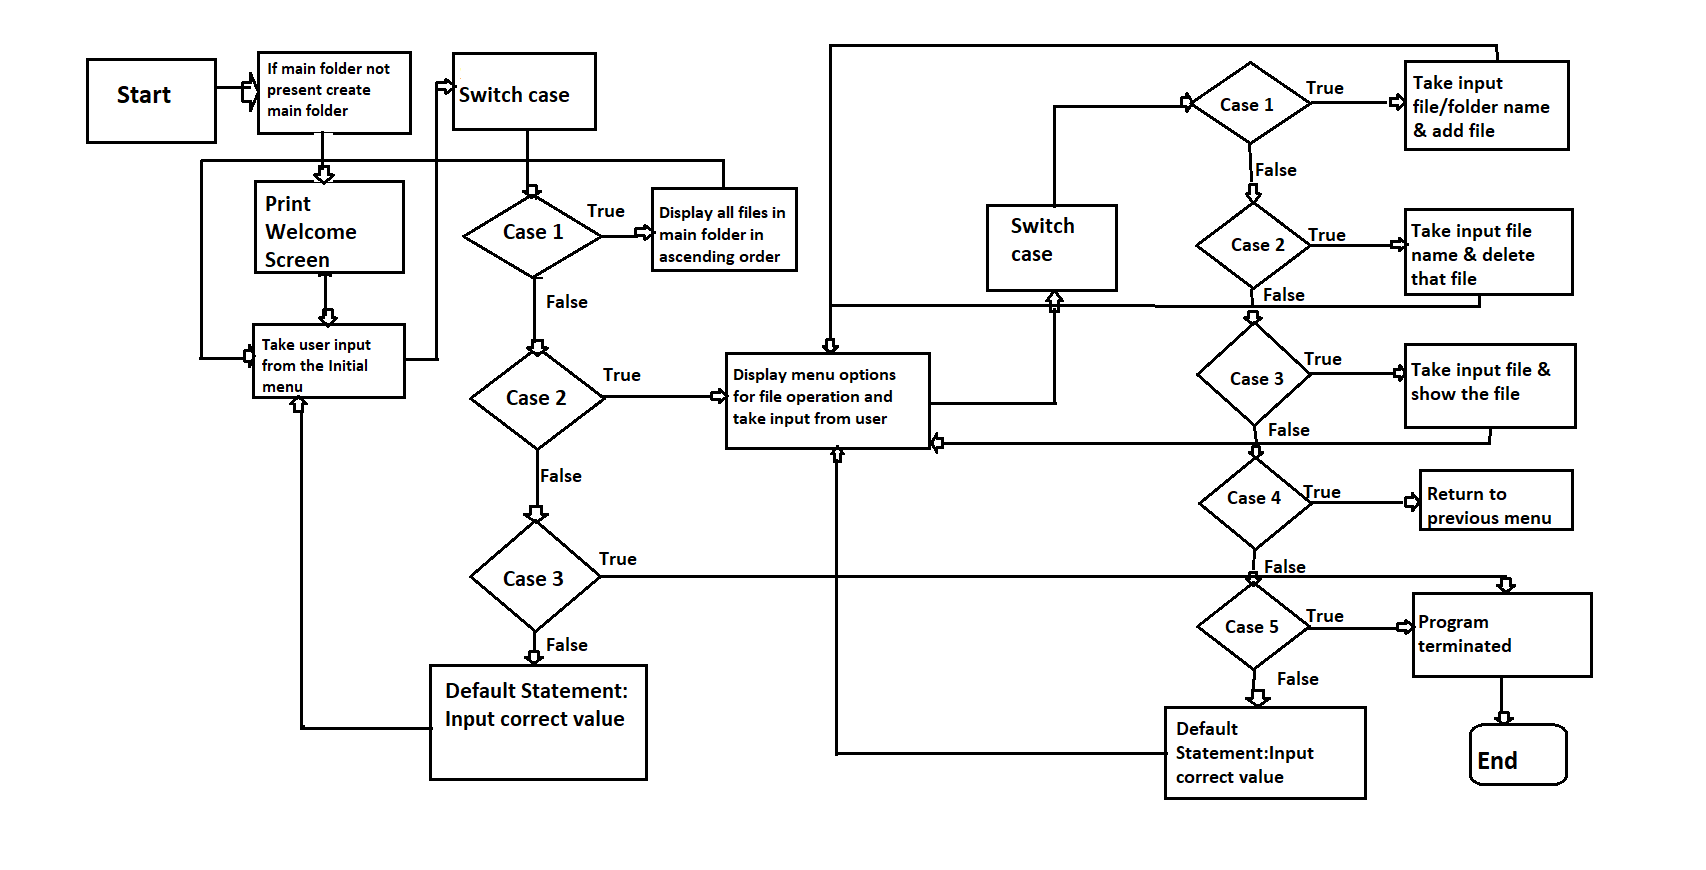 Start
If main folder not
present create
main folder
Print
Welcome
Screen
Take user input
from the Initial
menu
Switch case
Case 1
True
Display all files in
main folder in
ascending order
False
Case 2
True
False
Case 3
True
False
Default Statement:
Input correct value
Display menu options
for file operation and
take input from user
Switch
case
Case 1
True
Take input
file/folder name
& add file
False
Case 2
True
Take input file
name & delete
that file
False
Case 3
True
Take input file &
show the file
False
Case 4
True
Return to
previous menu
False
Case 5
True
Program
terminated
False
Default
Statement:Input
correct value
End